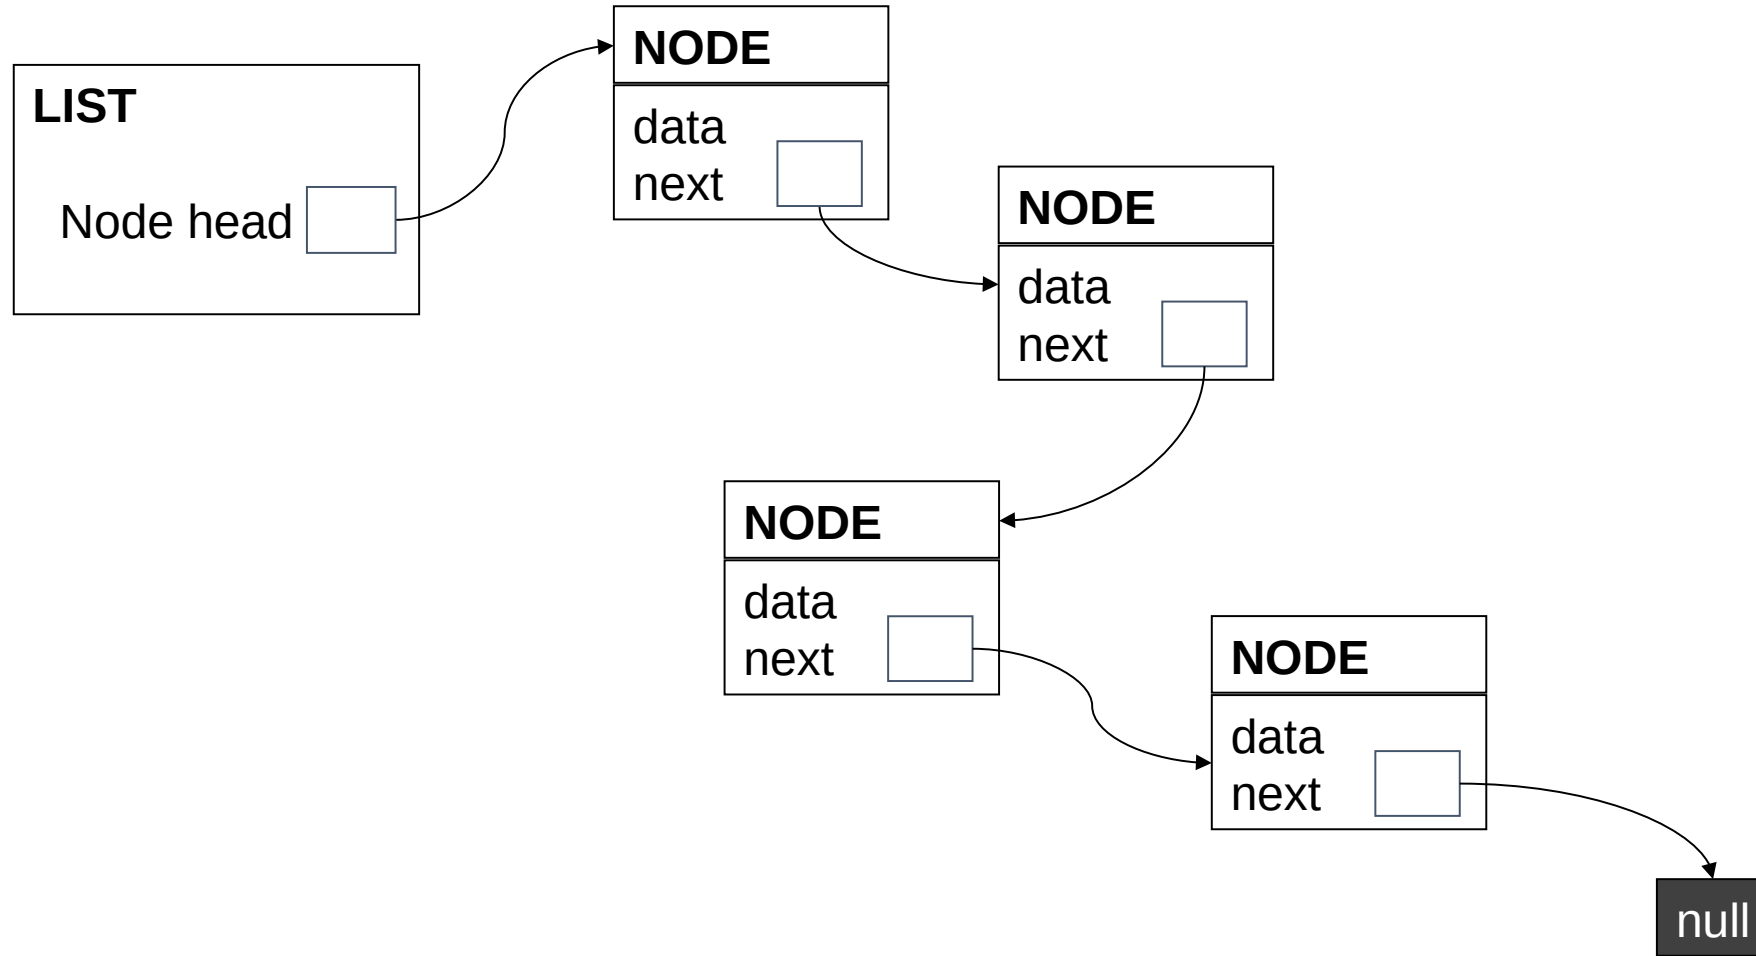 LIST
Node head
NODE
data
next
NODE
data
next
NODE
data
next
NODE
data
next
null